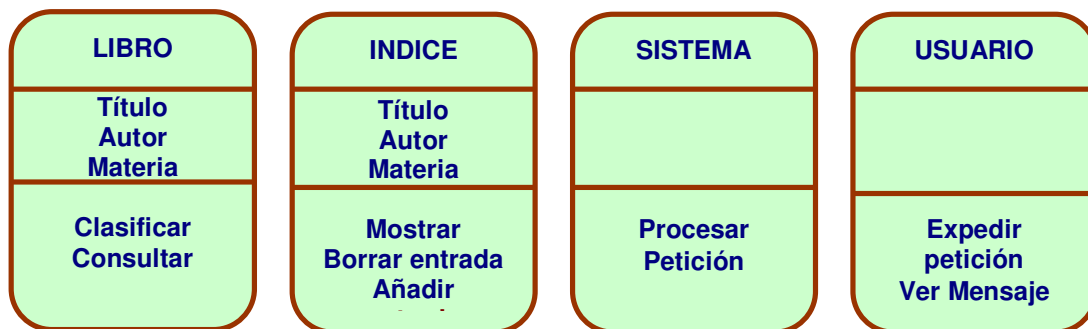 LIBRO
Título
Autor
Materia
Clasificar
Consultar
INDICE
Título
Autor
Materia
Mostrar
Borrar entrada
Añadir
SISTEMA
Procesar
Petición
USUARIO
Expedir
petición
Ver Mensaje